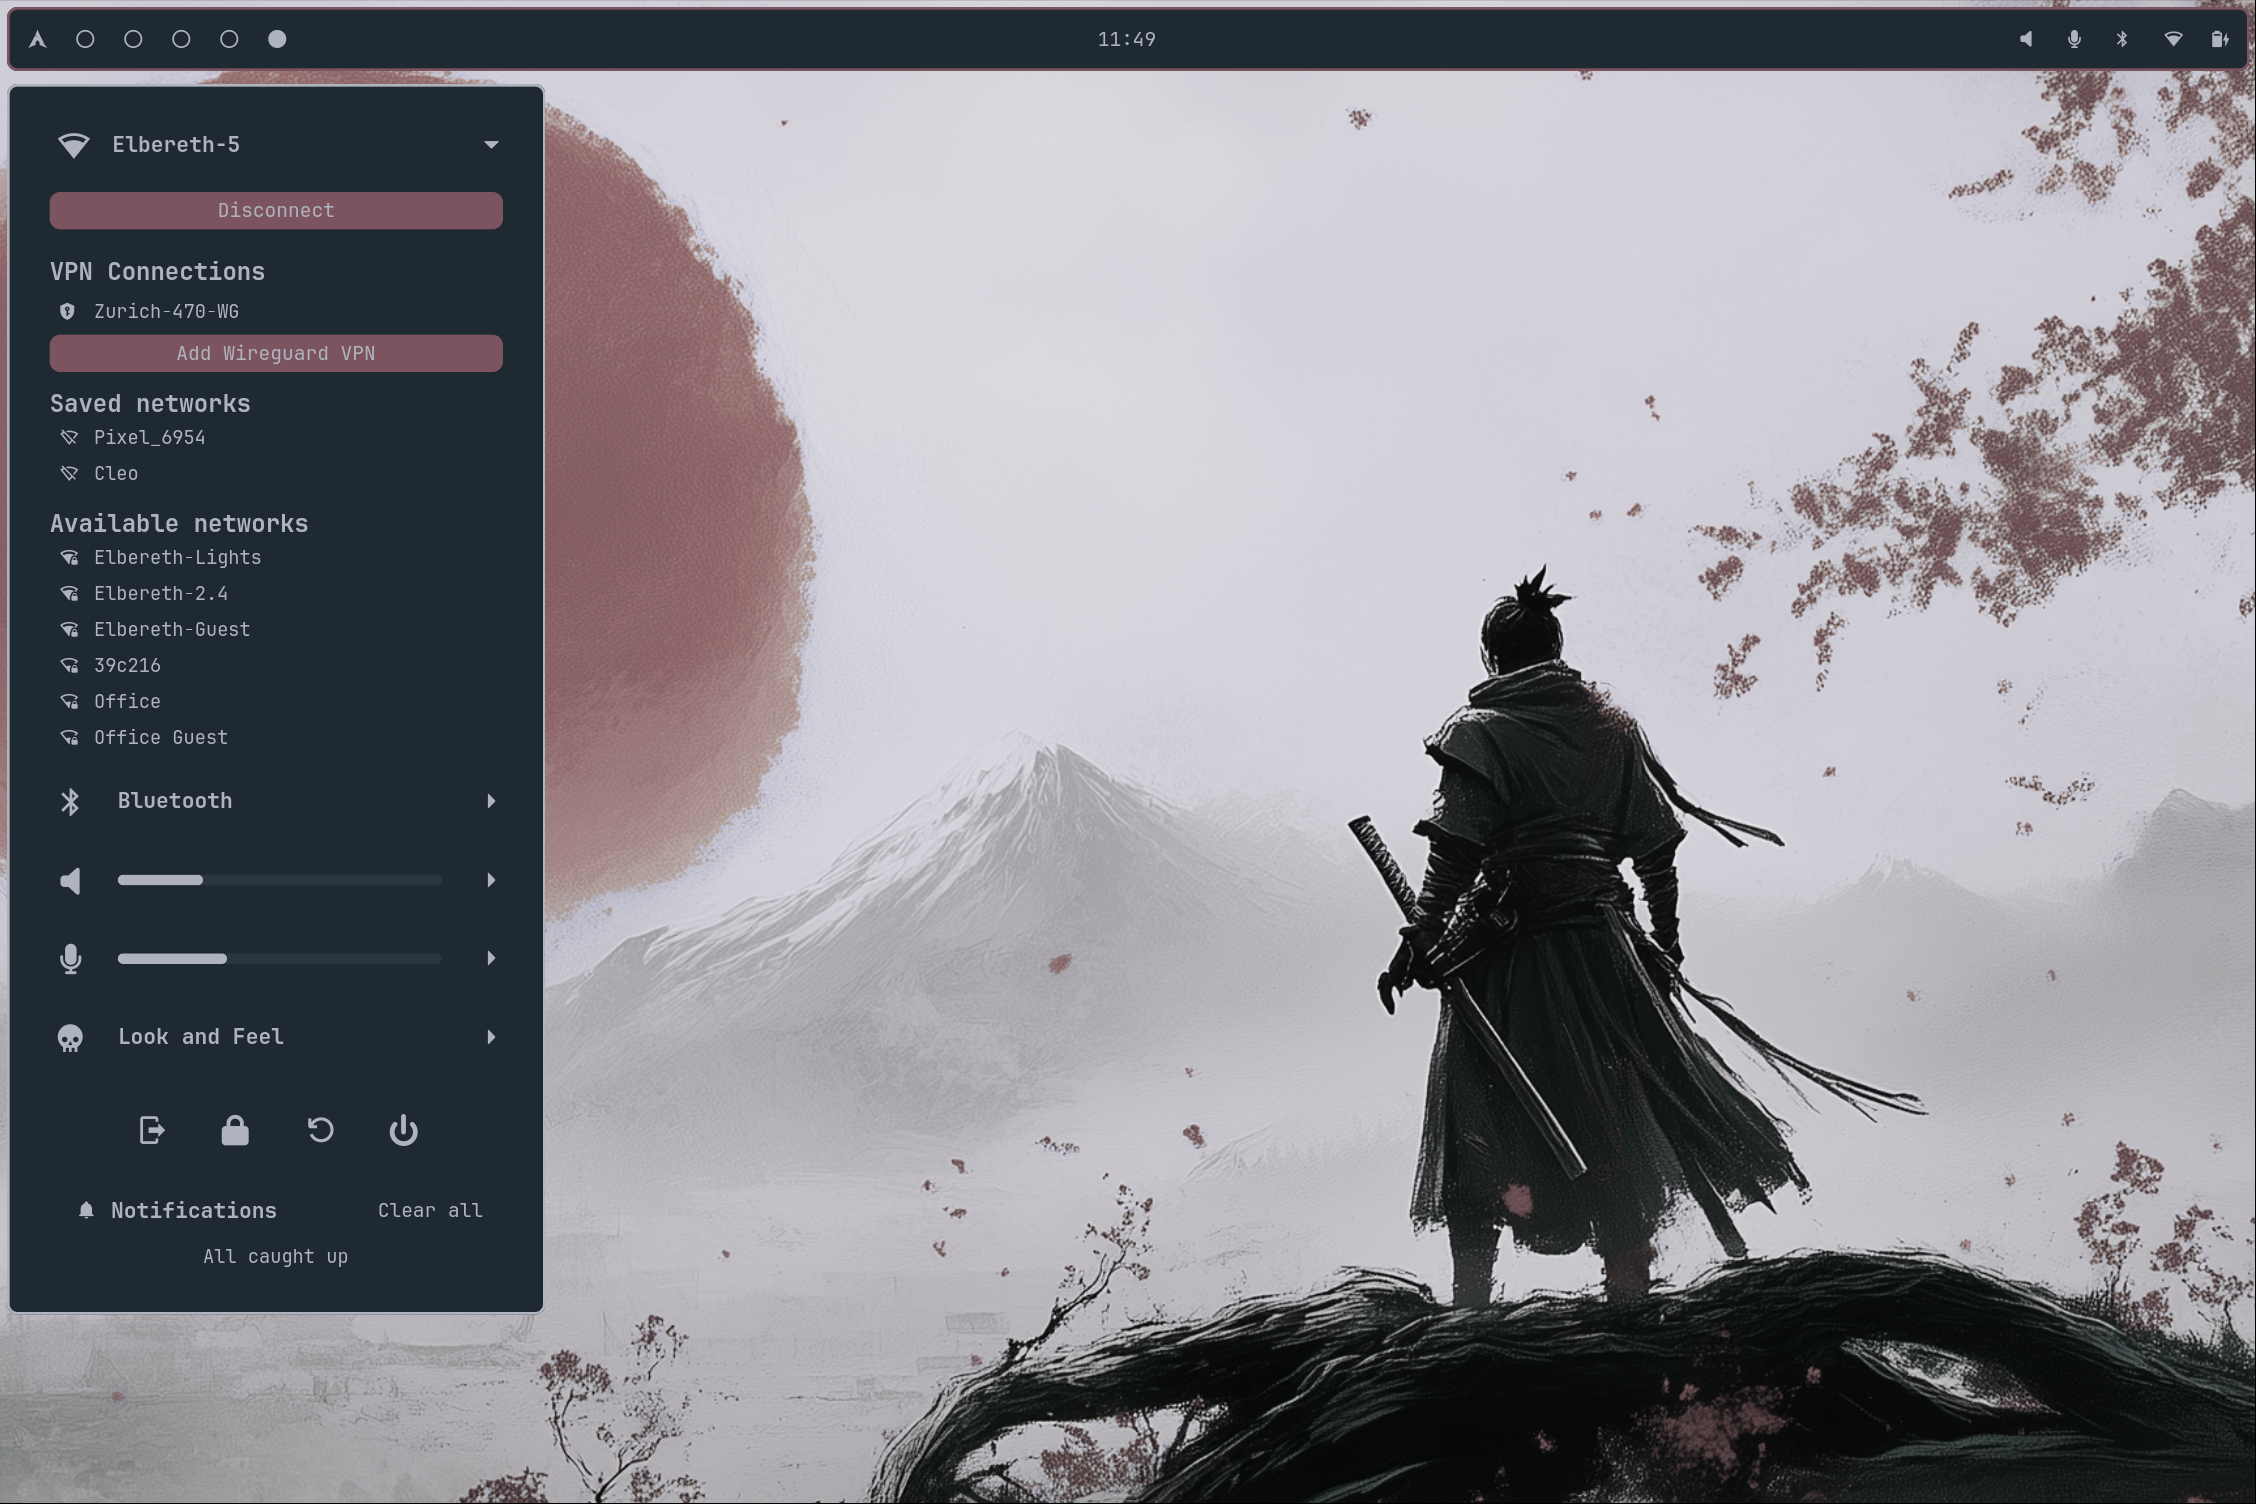 11:49
Elbereth-5
Disconnect
VPN Connections
Zurich-470-WG
Add Wireguard VPN
Saved networks
Pixel_6954
Cleo
Available networks
Elbereth-Lights
Elbereth-2.4
Elbereth-Guest
39c216
Office
Office Guest
Bluetooth
Look and Feel
Notifications Clear all
All caught up